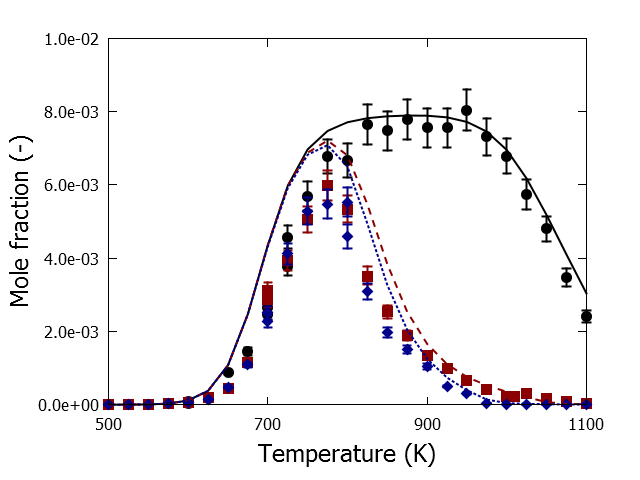 1.0e-02
8.0e-03
6.0e-03
4.0e-03
2.0e-03
0.0e+00
Mole fraction (-)
500
700
900
1100
Temperature (K)